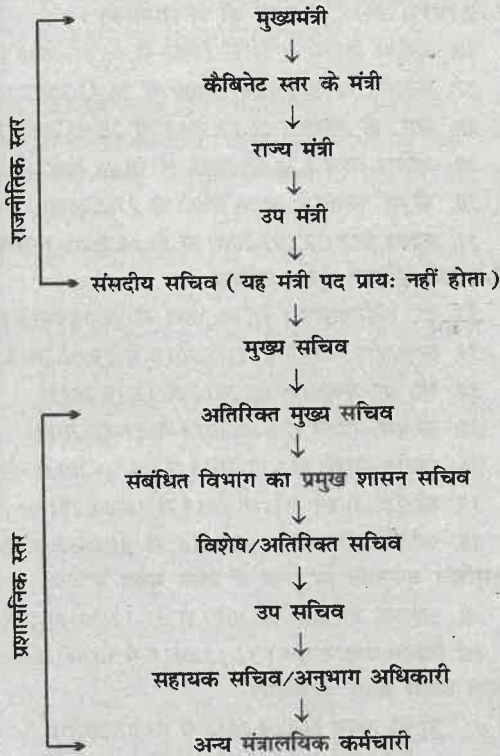 मुख्यमंत्री
↓
कैबिनेट स्तर के मंत्री
↓
राज्य मंत्री
↓
उप मंत्री
↓
संसदीय सचिव (यह मंत्री पद प्राय: नहीं होता)
↓
मुख्य सचिव
↓
अतिरिक्त मुख्य सचिव
↓
संबंधित विभाग का प्रमुख शासन सचिव
↓
विशेष/अतिरिक्त सचिव
↓
उप सचिव
↓
सहायक सचिव/अनुभाग अधिकारी
↓
अन्य मंत्रालयिक कर्मचारी
राजनीतिक स्तर
प्रशासनिक स्तर